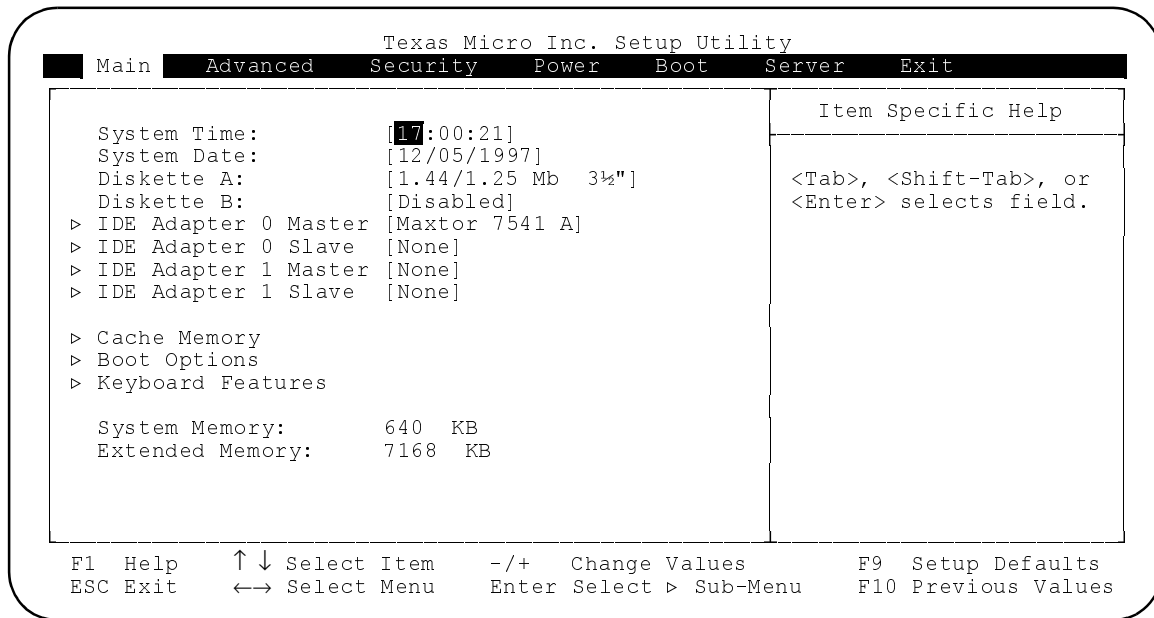 Texas Micro Inc. Setup Utility
Main Advanced Security Power Boot Server Exit
Item Specific Help
System Time: [17:00:21]
System Date: [12/05/1997]
Diskette A: [1.44/1.25 Mb 3½"]
Diskette B: [Disabled]
▷ IDE Adapter 0 Master [Maxtor 7541 A]
▷ IDE Adapter 0 Slave [None]
▷ IDE Adapter 1 Master [None]
▷ IDE Adapter 1 Slave [None]
▷ Cache Memory
▷ Boot Options
▷ Keyboard Features
System Memory: 640 KB
Extended Memory: 7168 KB
<Tab>, <Shift-Tab>, or
<Enter> selects field.
F1 Help ↑↓ Select Item -/+ Change Values F9 Setup Defaults
ESC Exit ←→ Select Menu Enter Select ▷ Sub-Menu F10 Previous Values